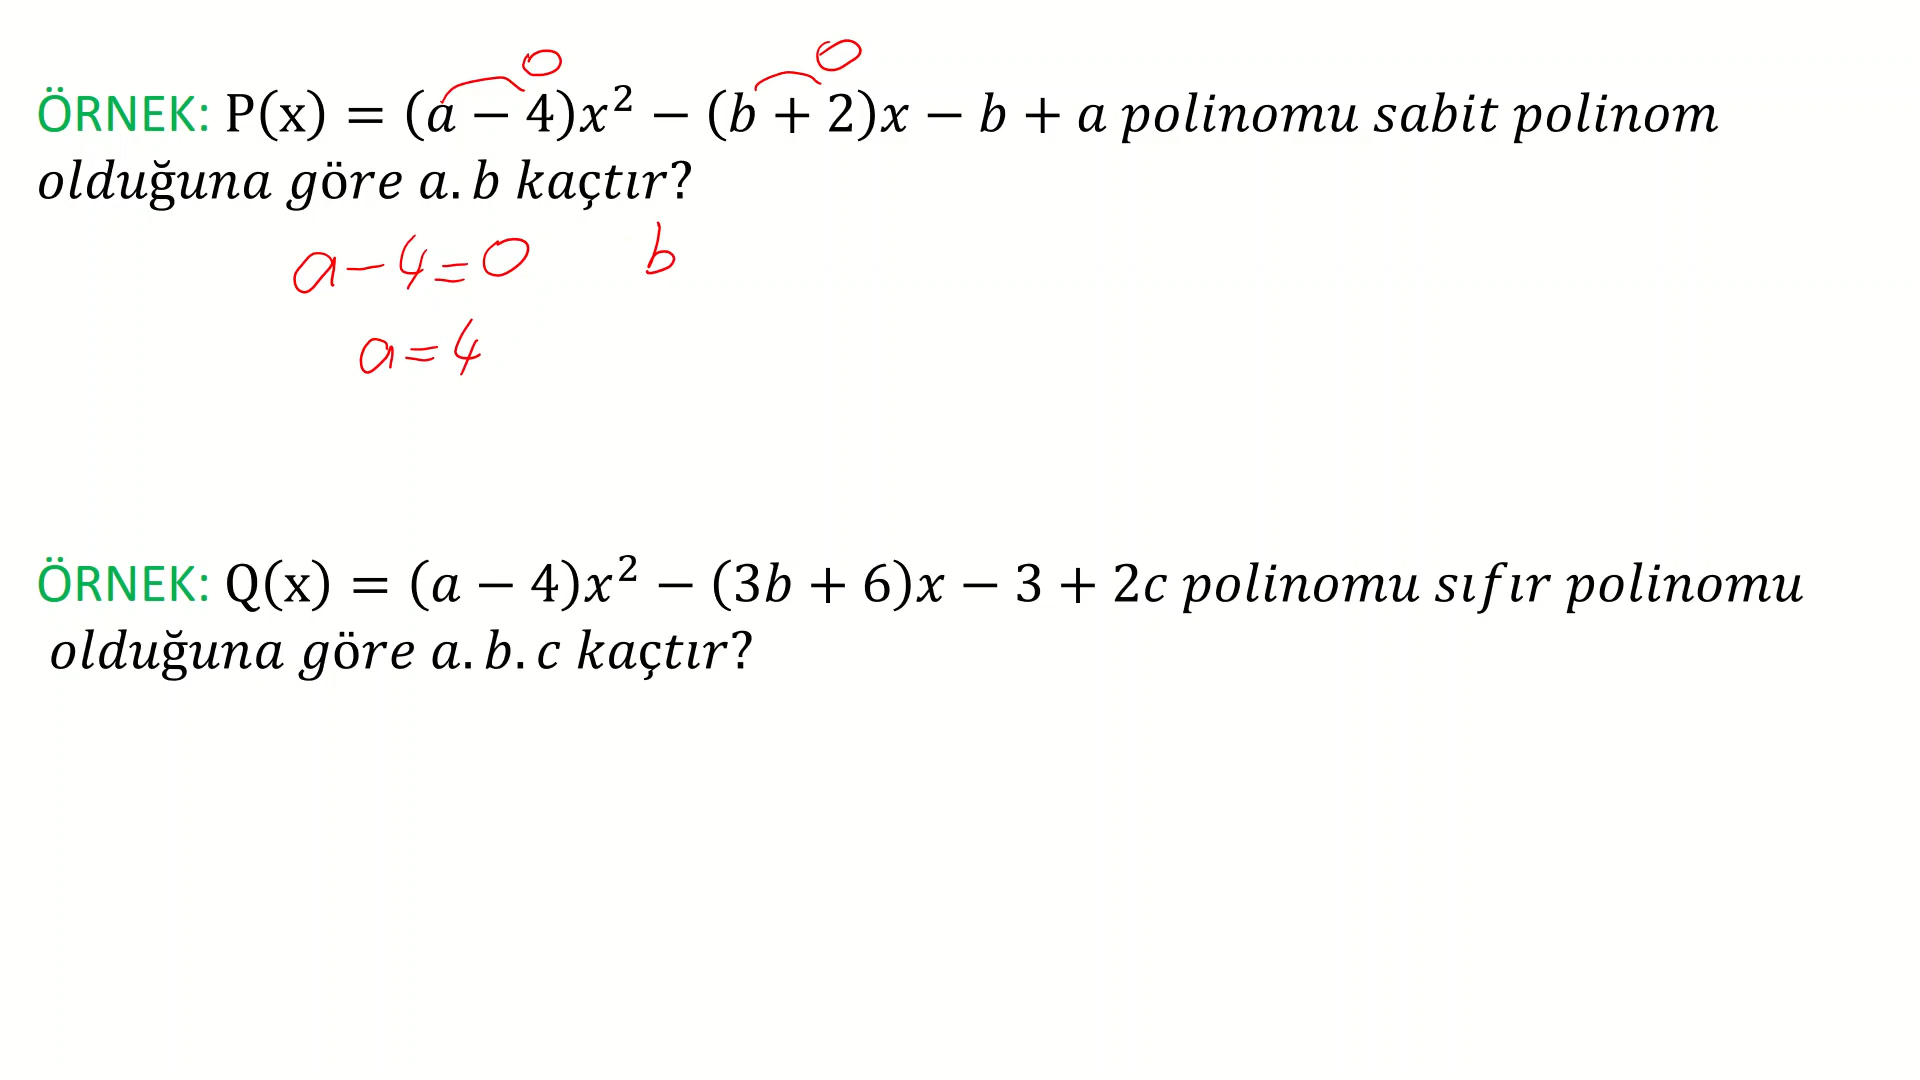 0 0
ÖRNEK: P(x) = (a − 4)x² − (b + 2)x − b + a polinomu sabit polinom
olduğuna göre a. b kaçtır?
a − 4 = 0 b
a = 4
ÖRNEK: Q(x) = (a − 4)x² − (3b + 6)x − 3 + 2c polinomu sıfır polinomu
olduğuna göre a. b. c kaçtır?